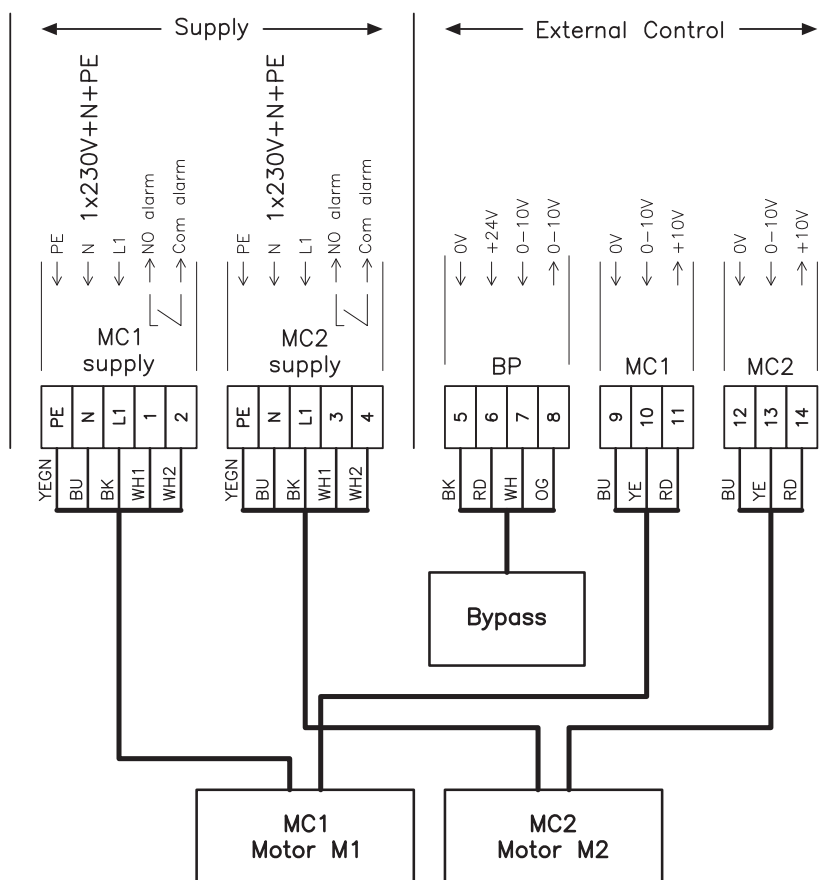 Supply
External Control
1x230V+N+PE
1x230V+N+PE
PE
N
L1
NO alarm
Com alarm
PE
N
L1
NO alarm
Com alarm
0V
+24V
0-10V
0-10V
0V
0-10V
+10V
0V
0-10V
+10V
MC1
supply
MC2
supply
BP
MC1
MC2
PE
N
L1
1
2
PE
N
L1
3
4
5
6
7
8
9
10
11
12
13
14
YEGN
BU
BK
WH1
WH2
YEGN
BU
BK
WH1
WH2
BK
RD
WH
OG
BU
YE
RD
BU
YE
RD
Bypass
MC1
Motor M1
MC2
Motor M2